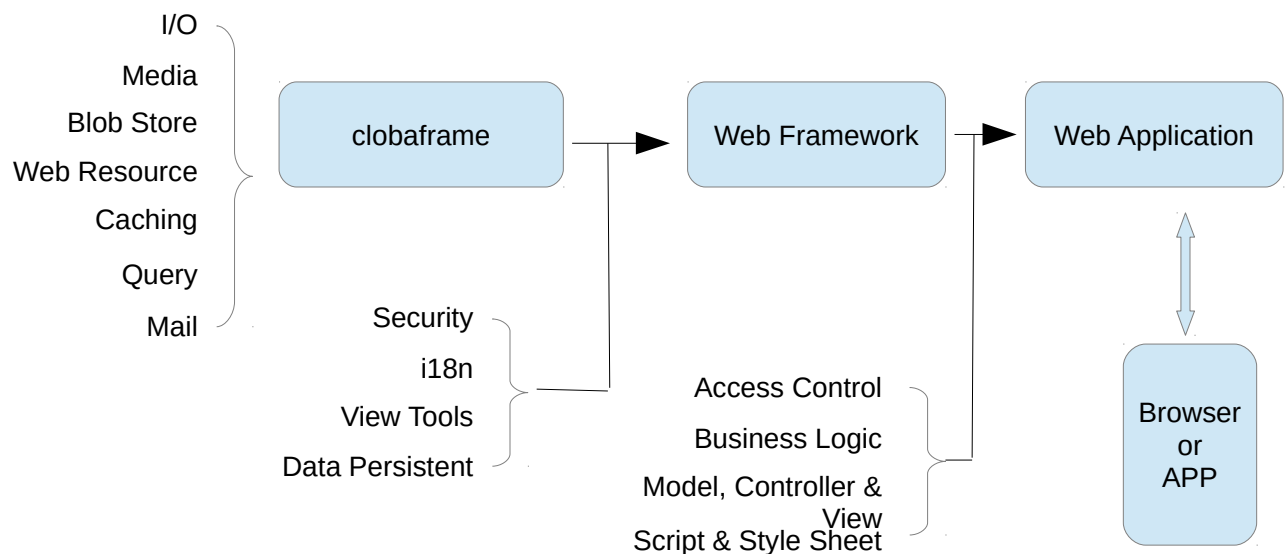 I/O
Media
Blob Store
Web Resource
Caching
Query
Mail
clobaframe
Security
i18n
View Tools
Data Persistent
Web Framework
Access Control
Business Logic
Model, Controller &
View
Script & Style Sheet
Web Application
Browser
or
APP